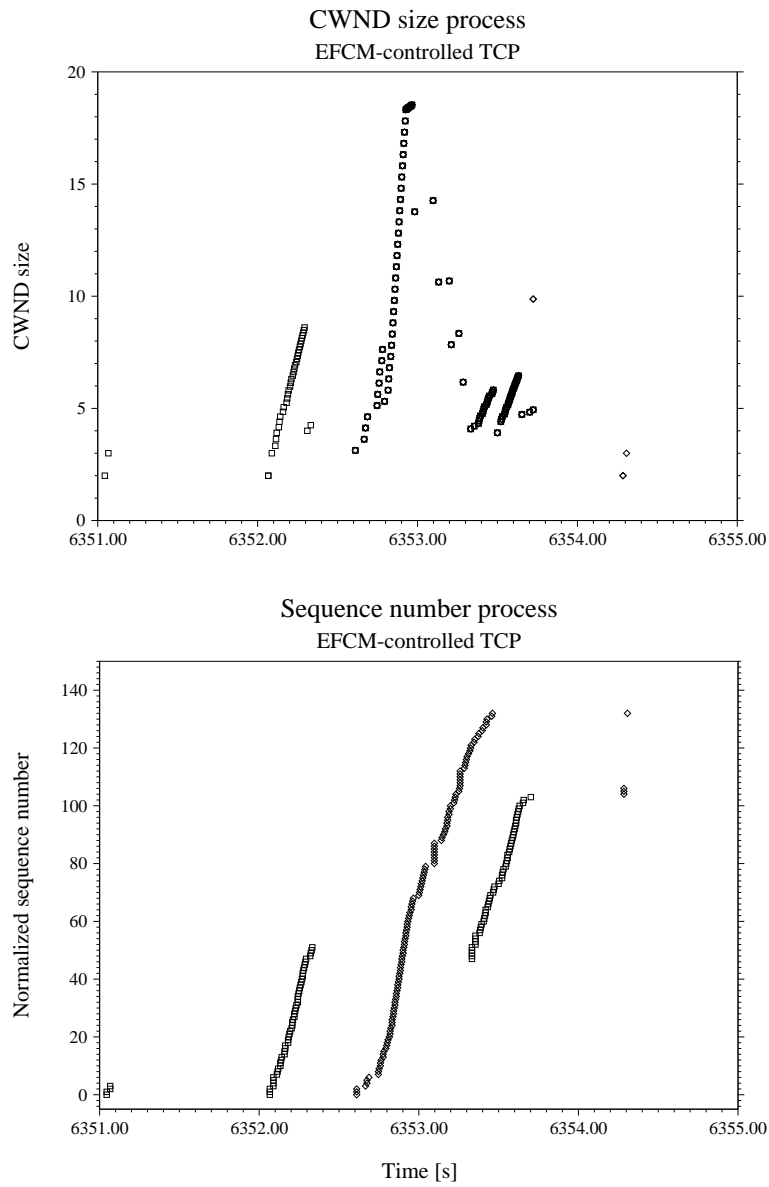 CWND size process
EFCM-controlled TCP
20
15
10
5
0
CWND size
6351.00 6352.00 6353.00 6354.00 6355.00
Sequence number process
EFCM-controlled TCP
140
120
100
80
60
40
20
0
Normalized sequence number
6351.00 6352.00 6353.00 6354.00 6355.00
Time [s]